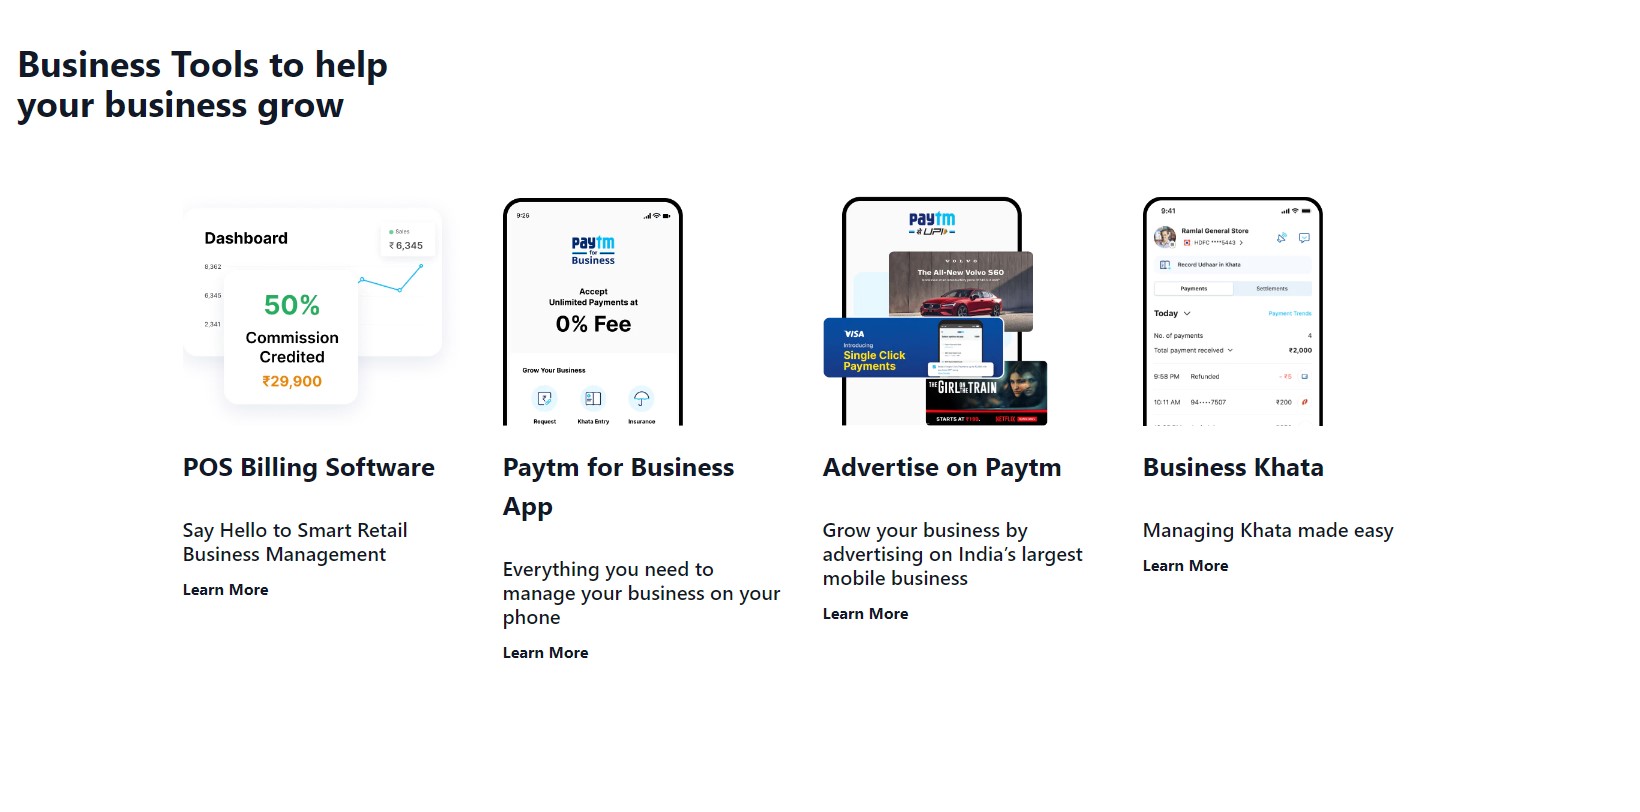 Business Tools to help
your business grow
Dashboard
Sales
₹ 6,345
8,362
6,345
2,341
50%
Commission
Credited
₹29,900
POS Billing Software
Say Hello to Smart Retail
Business Management
Learn More
9:26
paytm
for
Business
Accept
Unlimited Payments at
0% Fee
Grow Your Business
Request
Khata Entry
Insurance
Paytm for Business
App
Everything you need to
manage your business on your
phone
Learn More
paytm
UPI
VOLVO
The All-New Volvo S60
VISA
Introducing
Single Click
Payments
THE GIRL ON THE TRAIN
STARTS AT ₹199.
NETFLIX
Advertise on Paytm
Grow your business by
advertising on India’s largest
mobile business
Learn More
9:41
Ramlal General Store
HDFC ****5443
Record Udhaar in Khata
Payments
Settlements
Today
Payment Trends
No. of payments
4
Total payment received
₹2,000
9:58 PM
Refunded
- ₹5
10:11 AM
94····7507
₹200
Business Khata
Managing Khata made easy
Learn More